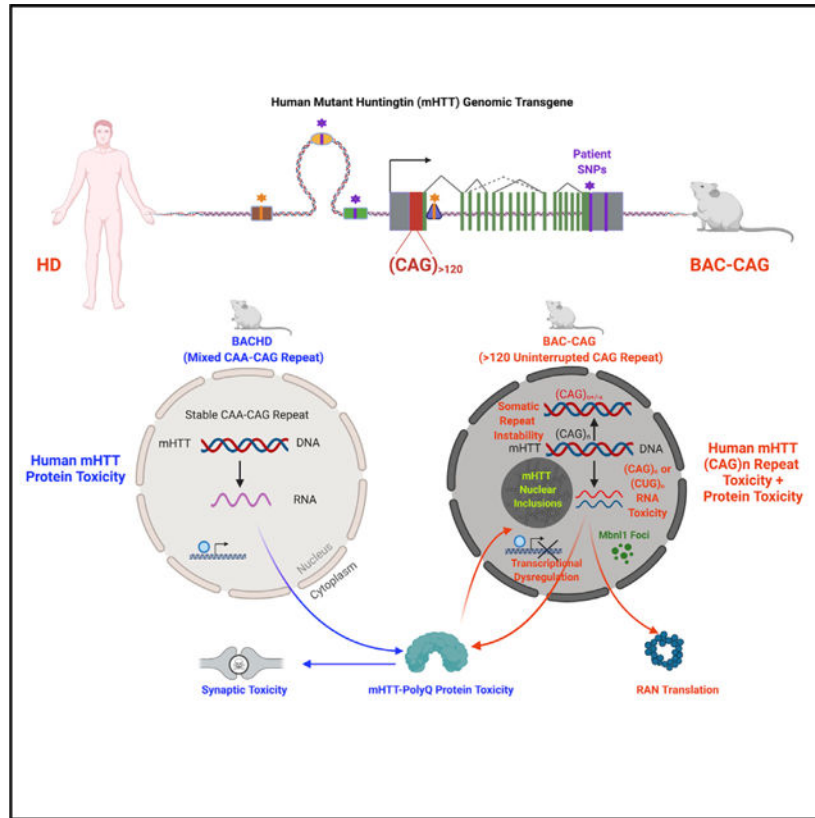 Human Mutant Huntingtin (mHTT) Genomic Transgene
Patient
SNPs
HD
(CAG)>120
BAC-CAG
BACHD
(Mixed CAA-CAG Repeat)
Stable CAA-CAG Repeat
mHTT
DNA
RNA
Nucleus
Cytoplasm
Human mHTT
Protein Toxicity
BAC-CAG
(>120 Uninterrupted CAG Repeat)
Somatic
Repeat
Instability
(CAG)n
mHTT
DNA
mHTT
Nuclear
Inclusions
(CAG)n or
(CUG)n
RNA
Toxicity
Mbnl1 Foci
Transcriptional
Dysregulation
Human mHTT
(CAG)n Repeat
Toxicity +
Protein Toxicity
Synaptic Toxicity
mHTT-PolyQ Protein Toxicity
RAN Translation